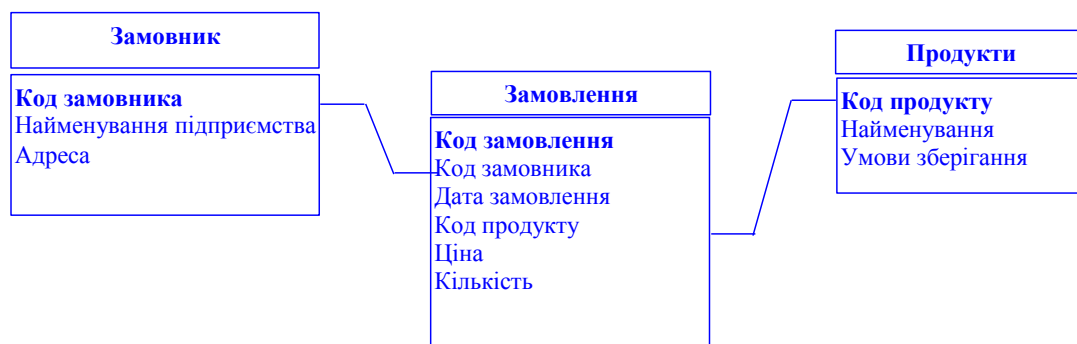 Замовник
Код замовника
Найменування підприємства
Адреса
Замовлення
Код замовлення
Код замовника
Дата замовлення
Код продукту
Ціна
Кількість
Продукти
Код продукту
Найменування
Умови зберігання